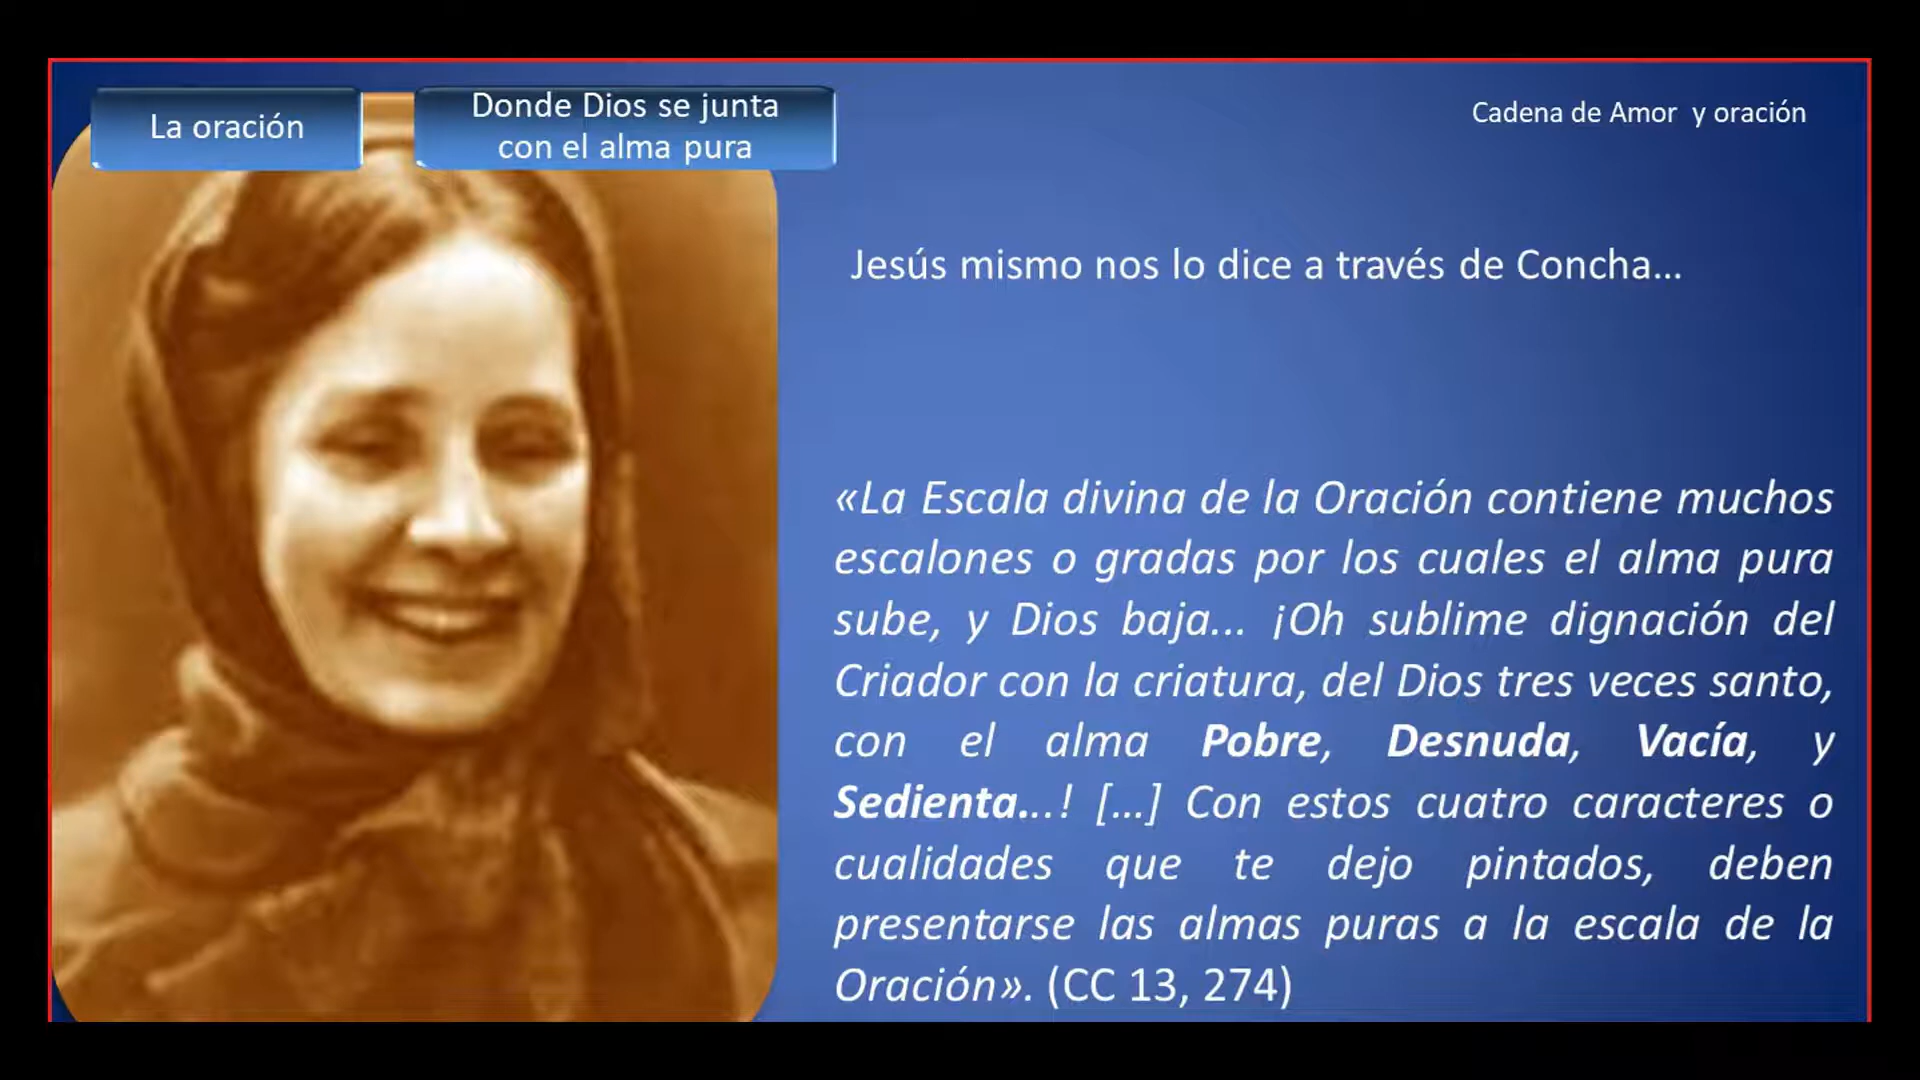 La oración
Donde Dios se junta
con el alma pura
Cadena de Amor y oración
Jesús mismo nos lo dice a través de Concha...
«La Escala divina de la Oración contiene muchos
escalones o gradas por los cuales el alma pura
sube, y Dios baja... ¡Oh sublime dignación del
Criador con la criatura, del Dios tres veces santo,
con el alma Pobre, Desnuda, Vacía, y
Sedienta...! [...] Con estos cuatro caracteres o
cualidades que te dejo pintados, deben
presentarse las almas puras a la escala de la
Oración». (CC 13, 274)